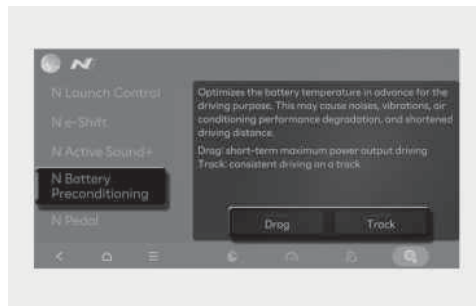 N
N Launch Control
N e-Shift
N Active Sound+
N Battery
Preconditioning
N Pedal
Optimizes the battery temperature in advance for the
driving purpose. This may cause noises, vibrations, air
conditioning performance degradation, and shortened
driving distance.
Drag: short-term maximum power output driving
Track: consistent driving on a track
Drag
Track